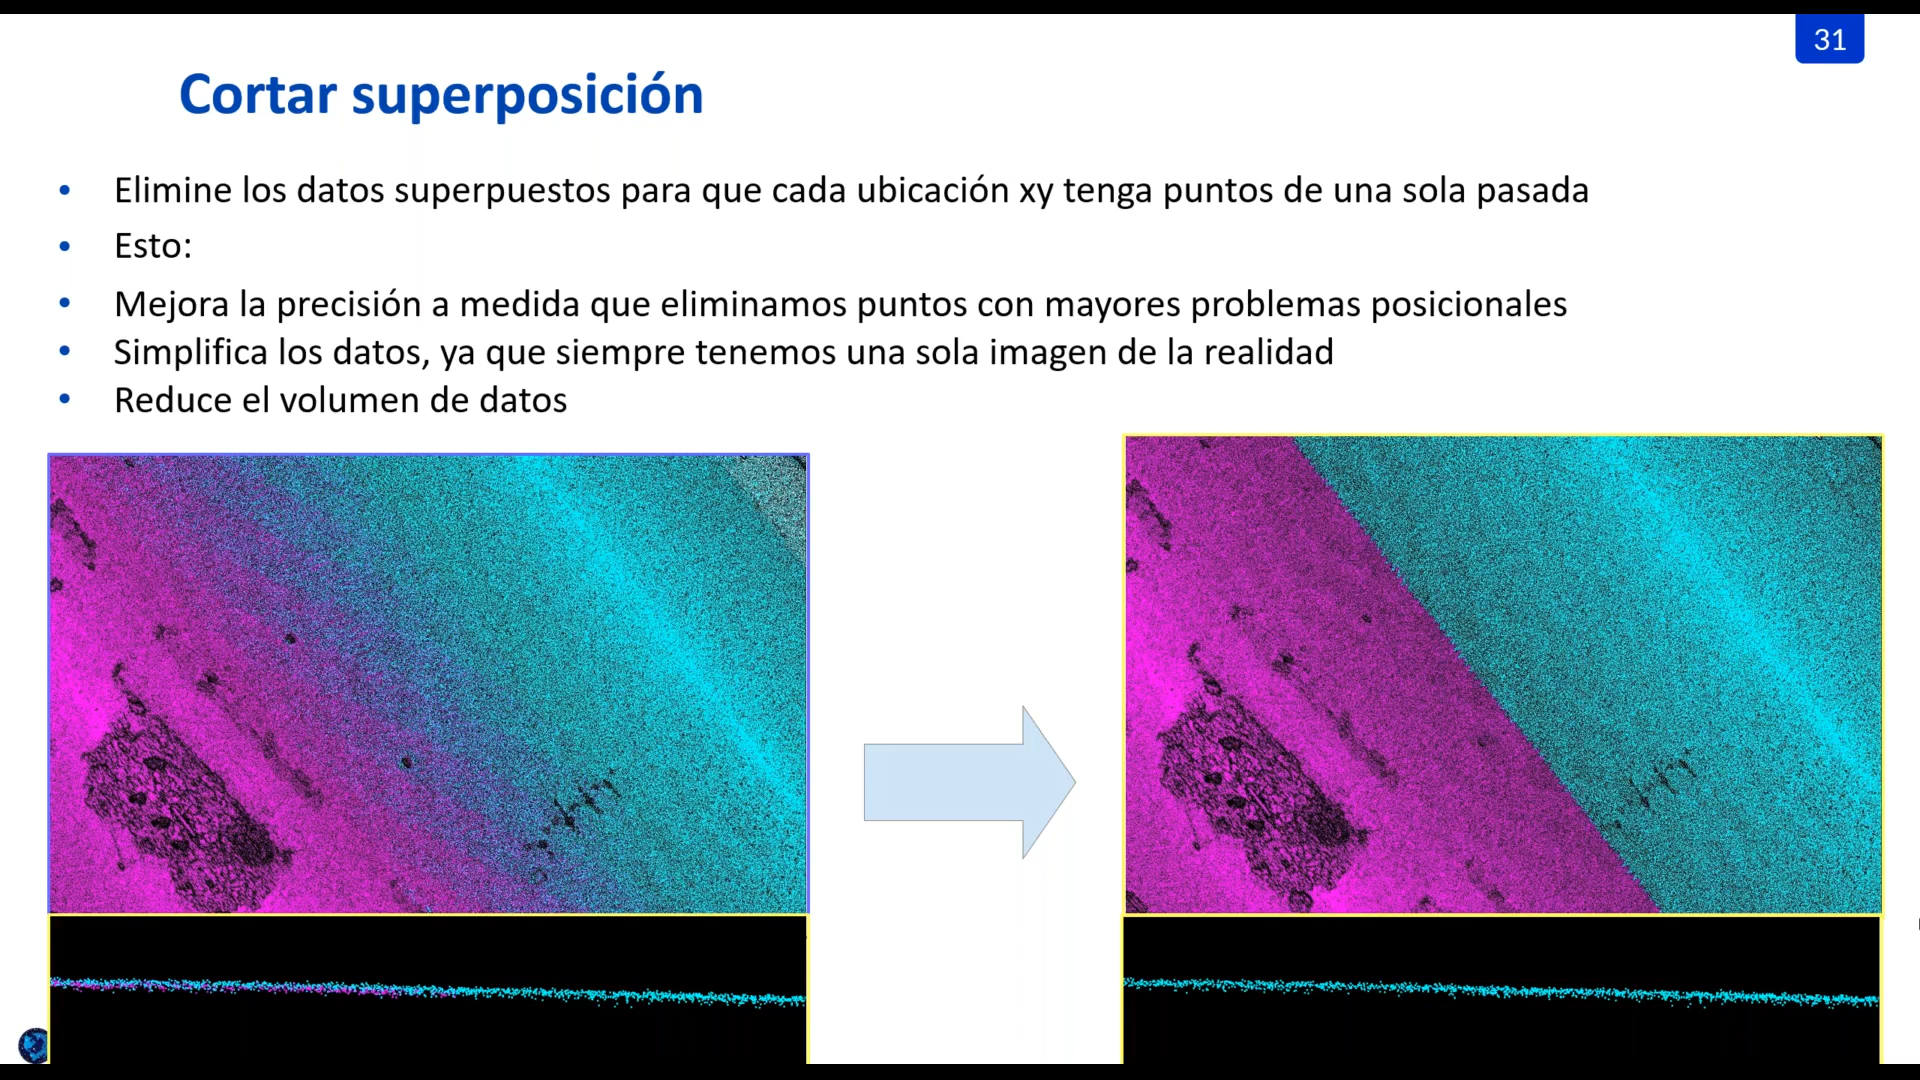 31
Cortar superposición
• Elimine los datos superpuestos para que cada ubicación xy tenga puntos de una sola pasada
• Esto:
• Mejora la precisión a medida que eliminamos puntos con mayores problemas posicionales
• Simplifica los datos, ya que siempre tenemos una sola imagen de la realidad
• Reduce el volumen de datos